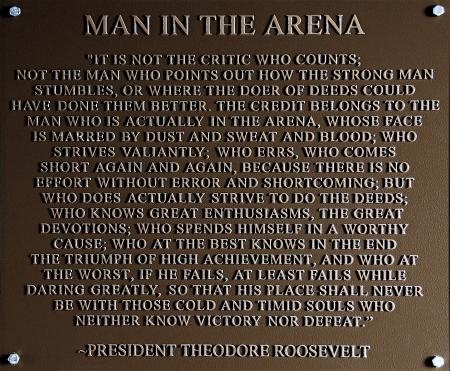 MAN IN THE ARENA
"IT IS NOT THE CRITIC WHO COUNTS;
NOT THE MAN WHO POINTS OUT HOW THE STRONG MAN
STUMBLES, OR WHERE THE DOER OF DEEDS COULD
HAVE DONE THEM BETTER. THE CREDIT BELONGS TO THE
MAN WHO IS ACTUALLY IN THE ARENA, WHOSE FACE
IS MARRED BY DUST AND SWEAT AND BLOOD; WHO
STRIVES VALIANTLY; WHO ERRS, WHO COMES
SHORT AGAIN AND AGAIN, BECAUSE THERE IS NO
EFFORT WITHOUT ERROR AND SHORTCOMING; BUT
WHO DOES ACTUALLY STRIVE TO DO THE DEEDS;
WHO KNOWS GREAT ENTHUSIASMS, THE GREAT
DEVOTIONS; WHO SPENDS HIMSELF IN A WORTHY
CAUSE; WHO AT THE BEST KNOWS IN THE END
THE TRIUMPH OF HIGH ACHIEVEMENT, AND WHO AT
THE WORST, IF HE FAILS, AT LEAST FAILS WHILE
DARING GREATLY, SO THAT HIS PLACE SHALL NEVER
BE WITH THOSE COLD AND TIMID SOULS WHO
NEITHER KNOW VICTORY NOR DEFEAT."
~PRESIDENT THEODORE ROOSEVELT